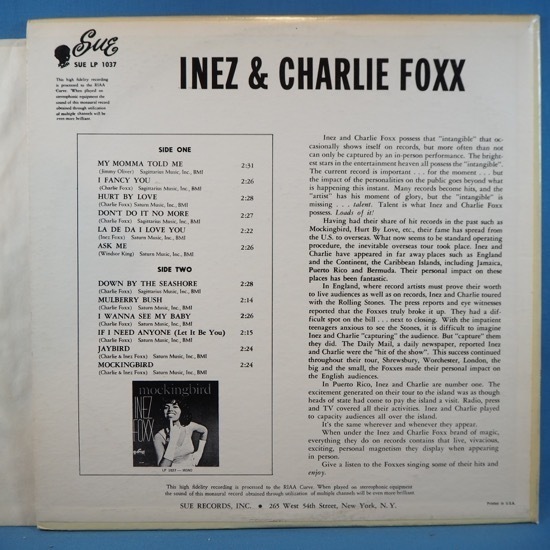 Sue
SUE LP 1037
This high fidelity recording
is processed to the RIAA
Curve. When played on
stereophonic equipment the
sound of this monaural record
obtained through utilization
of multiple channels will be
even more brilliant
INEZ & CHARLIE FOXX
SIDE ONE
MY MOMMA TOLD ME 2:31
(Jimmy Oliver) Sagittarius Music, Inc., BMI
I FANCY YOU 2:26
(Charlie Foxx) Sagittarius Music, Inc., BMI
HURT BY LOVE 2:28
(Charlie Foxx) Saturn Music, Inc., BMI
DON'T DO IT NO MORE 2:27
(Charlie Foxx) Sagittarius Music, Inc., BMI
LA DE DA I LOVE YOU 2:22
(Inez Foxx) Saturn Music, Inc., BMI
ASK ME 2:26
(Windsor King) Saturn Music, Inc., BMI
SIDE TWO
DOWN BY THE SEASHORE 2:28
(Charlie Foxx) Sagittarius Music, Inc., BMI
MULBERRY BUSH 2:14
(Charlie Foxx) Saturn Music, Inc., BMI
I WANNA SEE MY BABY 2:26
(Charlie Foxx) Saturn Music, Inc., BMI
IF I NEED ANYONE (Let It Be You) 2:15
(Charlie Foxx) Saturn Music, Inc., BMI
JAYBIRD 2:24
(Charlie & Inez Foxx) Saturn Music, Inc., BMI
MOCKINGBIRD 2:24
(Charlie & Inez Foxx) Saturn Music, Inc., BMI
mockingbird
INEZ
FOXX
Inez and Charlie Foxx possess that "intangible" that oc-
casionally shows itself on records, but more often than not
can only be captured by an in-person performance. The bright-
est stars in the entertainment heaven all possess the "intangible".
The current record is important . . . for the moment . . . but
the impact of the personalities on the public goes beyond what
is happening this instant. Many records become hits, and the
"artist" has his moment of glory, but the "intangible" is
missing . . . talent. Talent is what Inez and Charlie Foxx
possess. Loads of it!
Having had their share of hit records in the past such as
Mockingbird, Hurt By Love, etc., their fame has spread from
the U.S. to overseas. What now seems to be standard operating
procedure, the inevitable overseas tour took place. Inez and
Charlie have appeared in far away places such as England
and the Continent, the Caribbean Islands, including Jamaica,
Puerto Rico and Bermuda. Their personal impact on these
places has been fantastic.
In England, where record artists must prove their worth
to live audiences as well as on records, Inez and Charlie toured
with the Rolling Stones. The press reports and eye witnesses
reported that the Foxxes truly broke it up. They had a dif-
ficult spot on the bill . . . next to closing. With the impatient
teenagers anxious to see the Stones, it is difficult to imagine
Inez and Charlie "capturing" the audience. But "capture" them
they did. The Daily Mail, a daily newspaper, reported Inez
and Charlie were the "hit of the show". This success continued
throughout their tour, Shrewsbury, Worchester, London, the
big and the small, the Foxxes made their personal impact on
the English audiences.
In Puerto Rico, Inez and Charlie are number one. The
excitement generated on their tour to the island was as though
heads of state had come to pay the island a visit. Radio, press
and TV covered all their activities. Inez and Charlie played
to capacity audiences all over the island.
It's the same wherever and whenever they appear.
When under the Inez and Charlie Foxx brand of magic,
everything they do on records contains that live, vivacious,
exciting, personal magnetism they display when appearing
in person.
Give a listen to the Foxxes singing some of their hits and
enjoy.
This high fidelity recording is processed to the RIAA Curve. When played on stereophonic equipment
the sound of this monaural record obtained through utilization of multiple channels will be even more brilliant
SUE RECORDS, INC. ★ 265 West 54th Street, New York, N. Y.
Printed in U.S.A.